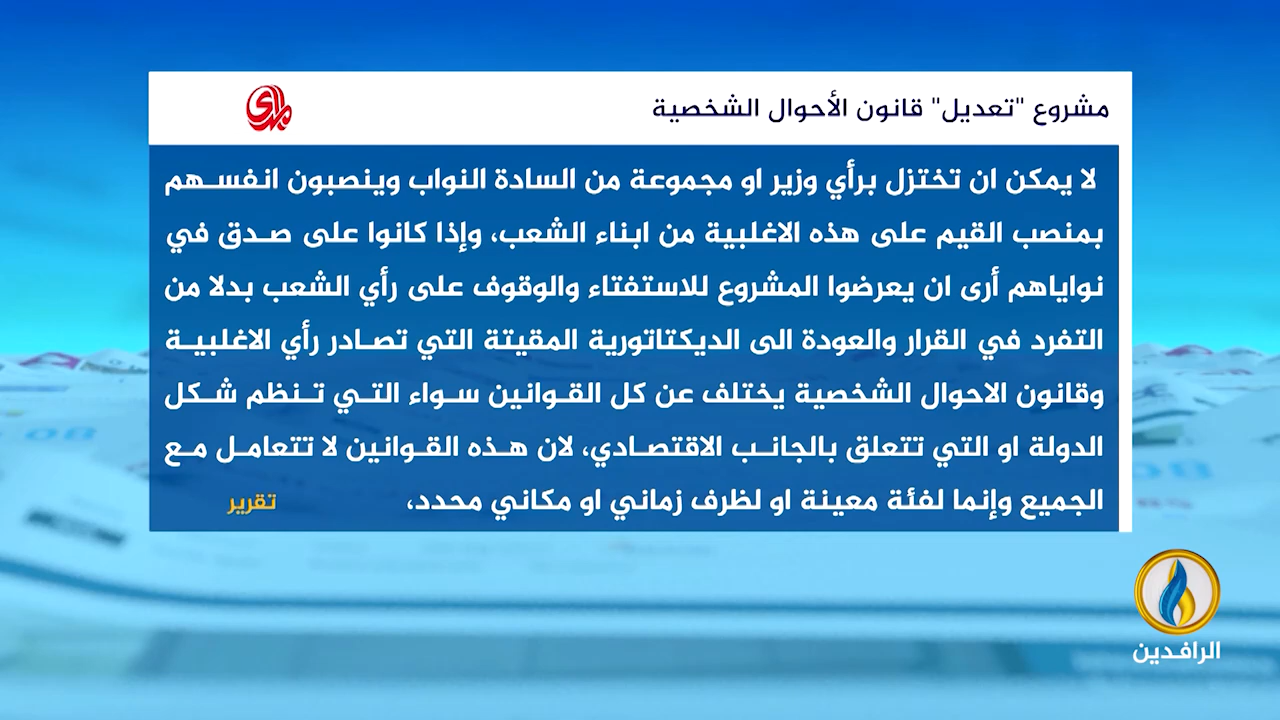 مشروع "تعديل" قانون الأحوال الشخصية
المدى
لا يمكن ان تختزل برأي وزير او مجموعة من السادة النواب وينصبون انفسهم
بمنصب القيم على هذه الاغلبية من ابناء الشعب، وإذا كانوا على صدق في
نواياهم أرى ان يعرضوا المشروع للاستفتاء والوقوف على رأي الشعب بدلا من
التفرد في القرار والعودة الى الديكتاتورية المقيتة التي تصادر رأي الاغلبية
وقانون الاحوال الشخصية يختلف عن كل القوانين سواء التي تنظم شكل
الدولة او التي تتعلق بالجانب الاقتصادي، لان هذه القوانين لا تتعامل مع
الجميع وإنما لفئة معينة او لظرف زماني او مكاني محدد،
تقرير
الرافدين